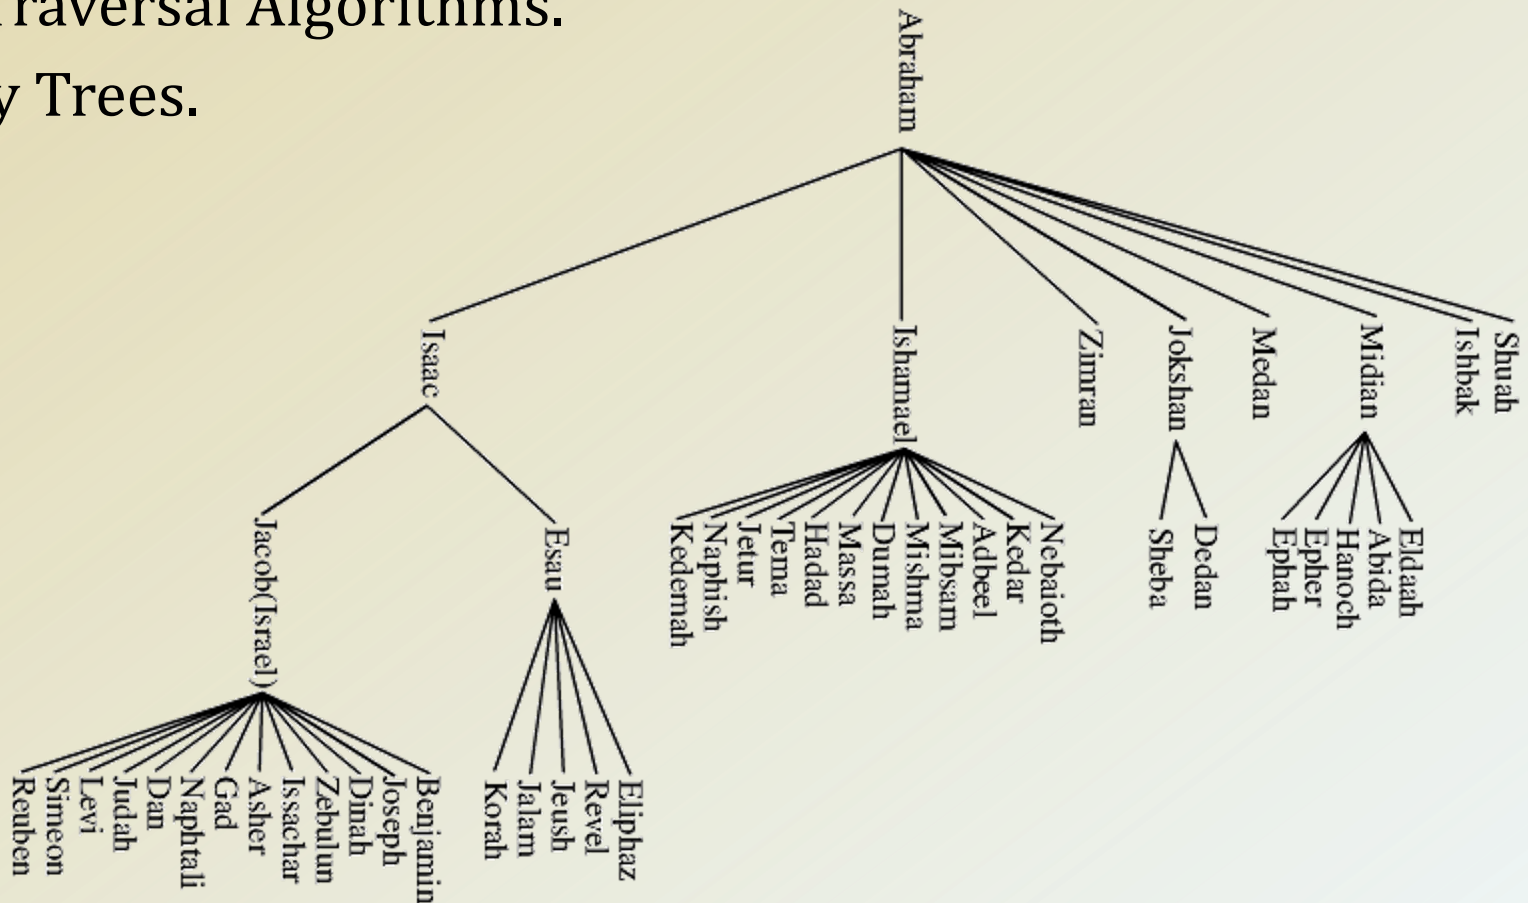 raversal Algorithms.
y Trees.
Abraham
Isaac
Ishamael
Zimran
Jokshan
Medan
Midian
Ishbak
Shuah
Jacob(Israel)
Esau
Kedemah
Naphish
Jetur
Tema
Hadad
Massa
Dumah
Mishma
Mibsam
Adbeel
Kedar
Nebaioth
Sheba
Dedan
Ephah
Epher
Hanoch
Abida
Eldaah
Reuben
Simeon
Levi
Judah
Dan
Naphtali
Gad
Asher
Issachar
Zebulun
Dinah
Joseph
Benjamin
Korah
Jalam
Jeush
Revel
Eliphaz